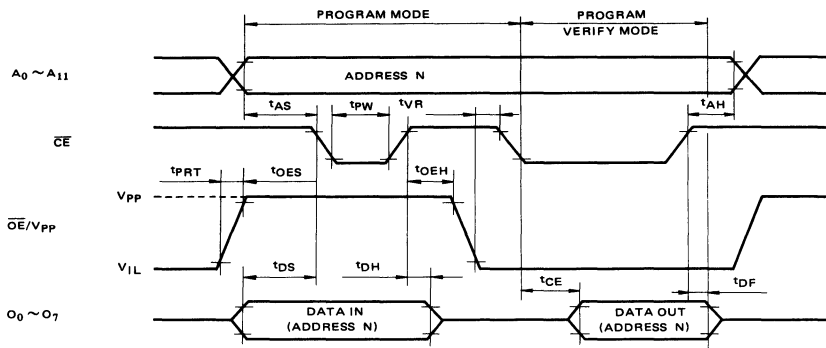 PROGRAM MODE
PROGRAM
VERIFY MODE
A0 ~ A11
ADDRESS N
tAS
tPW
tVR
tAH
CE
tPRT
tOES
tOEH
VPP
OE/VPP
VIL
tDS
tDH
tCE
tDF
O0 ~ O7
DATA IN
(ADDRESS N)
DATA OUT
(ADDRESS N)